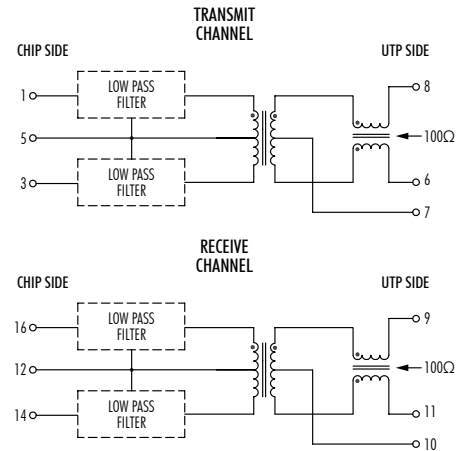 TRANSMIT
CHANNEL
CHIP SIDE
UTP SIDE
LOW PASS
FILTER
1
8
5
100Ω
LOW PASS
FILTER
3
6
7
RECEIVE
CHANNEL
CHIP SIDE
UTP SIDE
LOW PASS
FILTER
16
9
12
100Ω
LOW PASS
FILTER
14
11
10